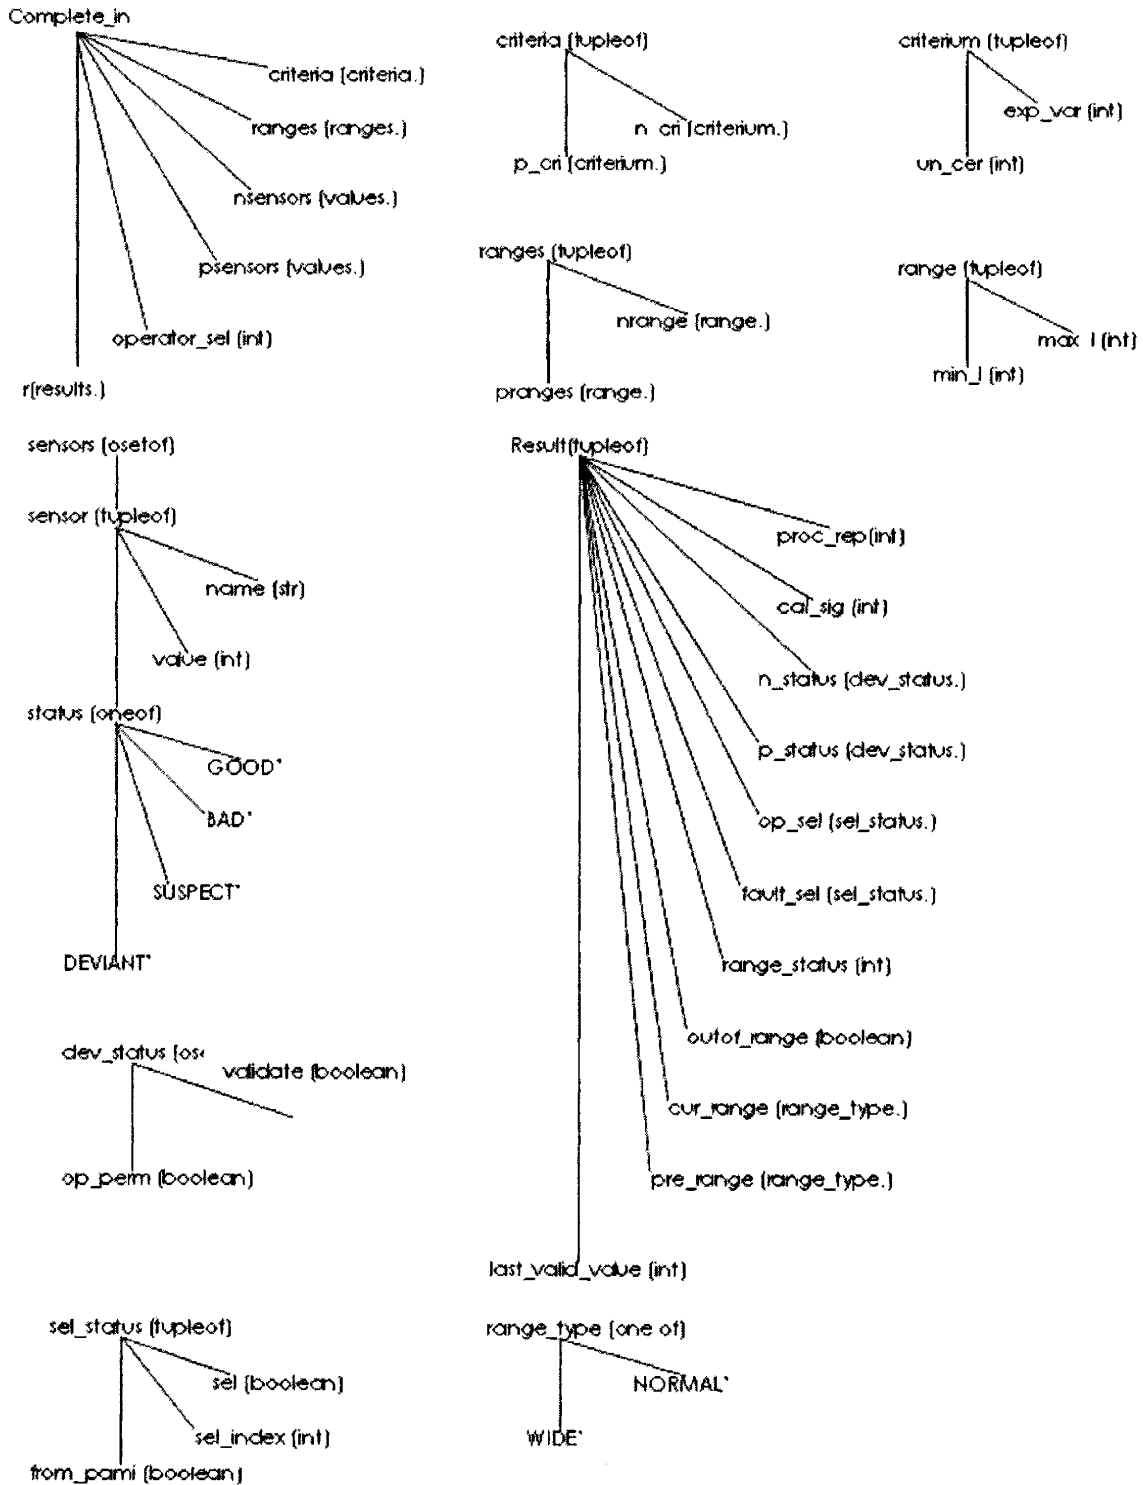 Complete_in
criteria (criteria.)
ranges (ranges.)
nsensors (values.)
psensors (values.)
operator_sel (int)
r(results.)
criteria (tupleof)
n_cri (criterium.)
p_cri (criterium.)
criterium (tupleof)
exp_var (int)
un_cer (int)
ranges (tupleof)
nrange (range.)
pranges (range.)
range (tupleof)
max_l (int)
min_l (int)
sensors (osetof)
sensor (tupleof)
name (str)
value (int)
status (oneof)
GOOD'
BAD'
SUSPECT'
DEVIANT'
Result(tupleof)
proc_rep(int)
cal_sig (int)
n_status (dev_status.)
p_status (dev_status.)
op_sel (sel_status.)
fault_sel (sel_status.)
range_status (int)
outof_range (boolean)
cur_range (range_type.)
pre_range (range_type.)
last_valid_value (int)
dev_status (os
validate (boolean)
op_perm (boolean)
sel_status (tupleof)
sel (boolean)
sel_index (int)
from_pami (boolean)
range_type (one of)
NORMAL'
WIDE'